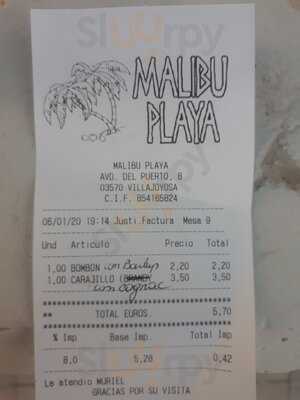 Sluurpy
MALIBU
PLAYA
MALIBU PLAYA
AVD. DEL PUERTO, 8
03570 VILLAJOYOSA
C.I.F. B54165824
06/01/20 19:14 Justi.Factura Mesa 9
Und Articulo Precio Total
1,00 BOMBON con Baileys 2,20 2,20
1,00 CARAJILLO (BRANDY) 3,50 3,50
con cognac
** TOTAL EUROS 5,70
% Imp Base Imp. Total Imp
8,0 5,28 0,42
Le atendio MURIEL
GRACIAS POR SU VISITA
Sluurpy